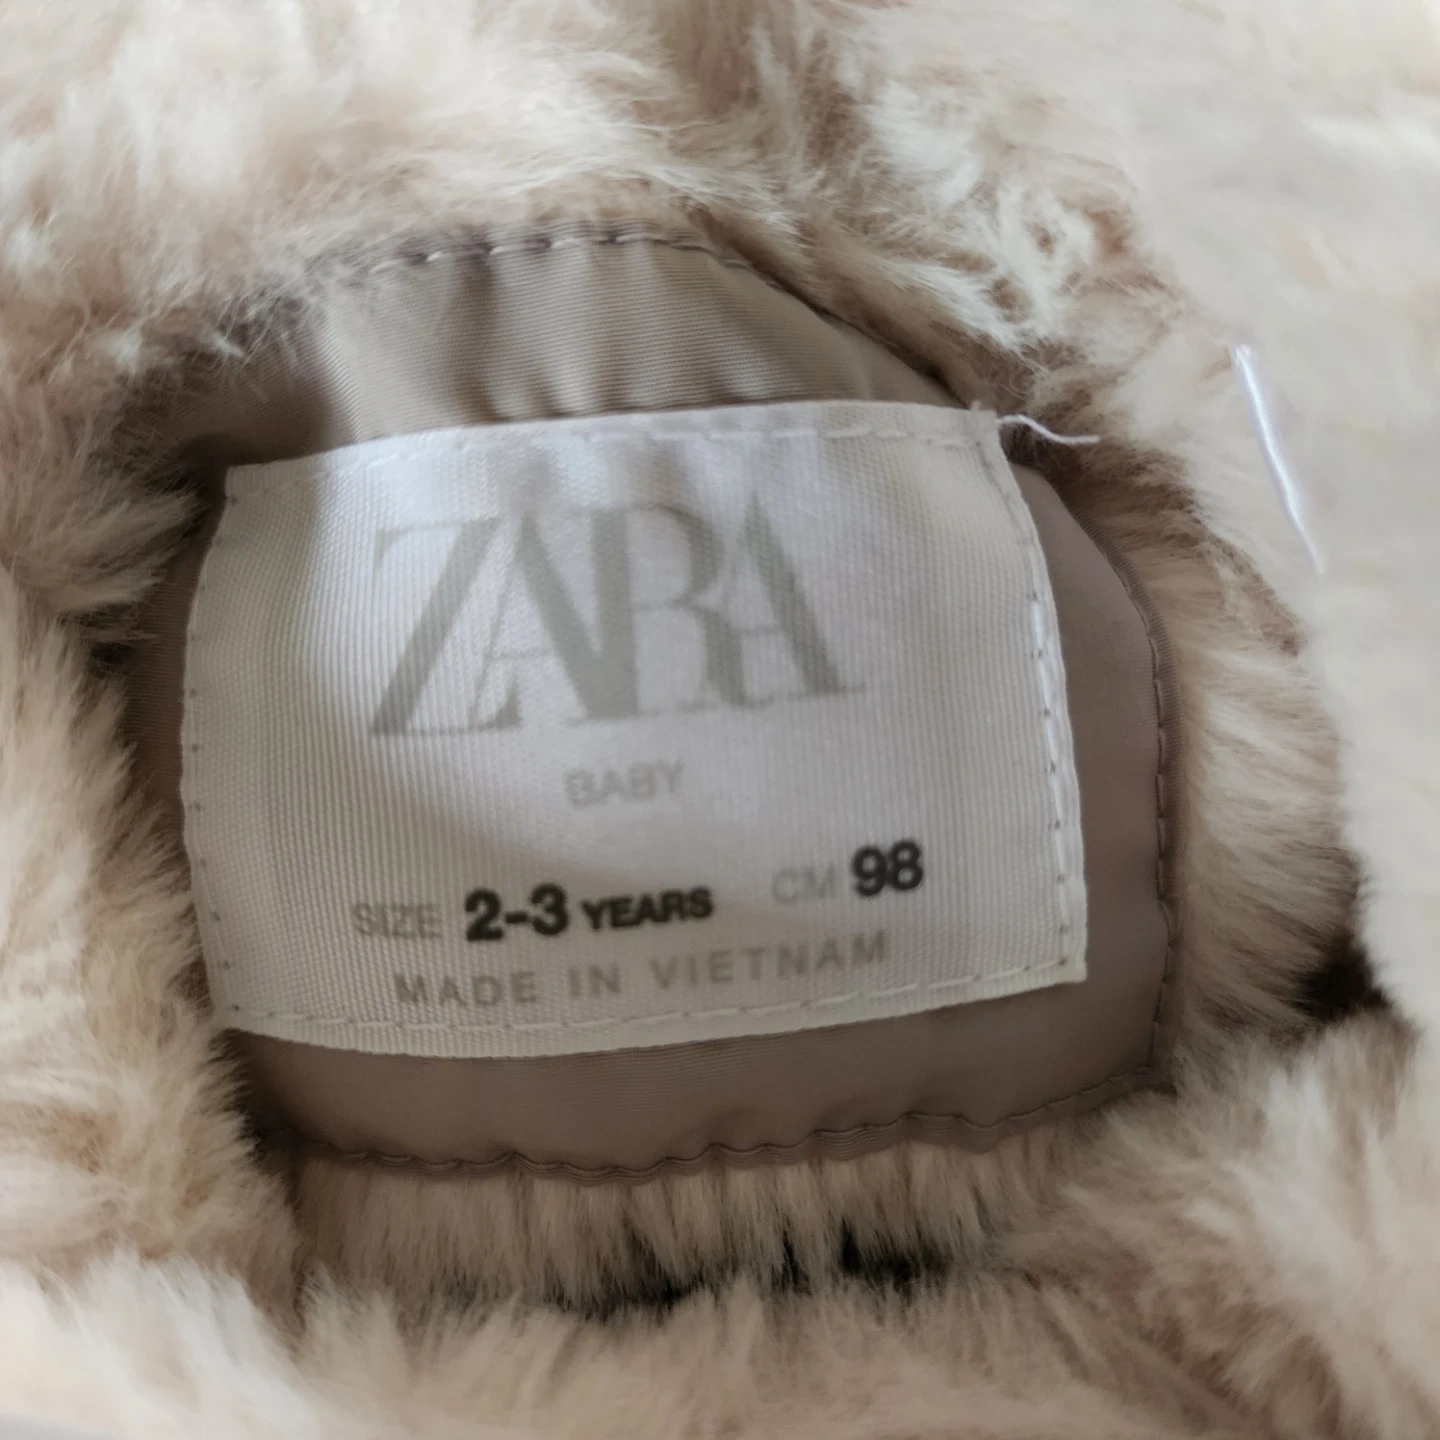 ZARA
BABY
SIZE 2-3 YEARS CM 98
MADE IN VIETNAM